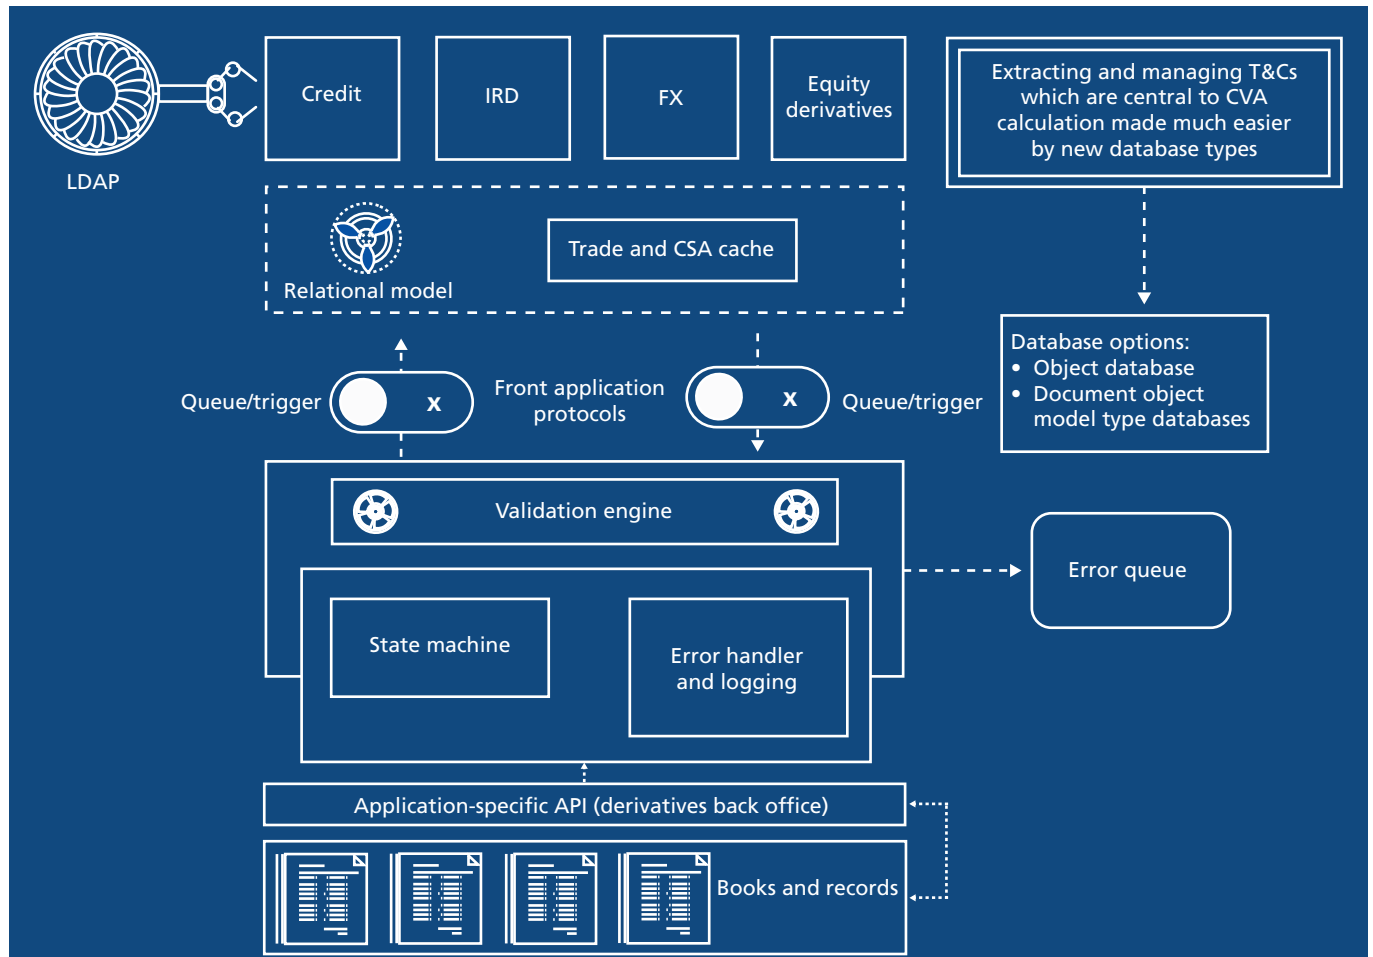 LDAP
Credit
IRD
FX
Equity
derivatives
Extracting and managing T&Cs
which are central to CVA
calculation made much easier
by new database types
Relational model
Trade and CSA cache
Database options:
• Object database
• Document object
model type databases
Queue/trigger
X
Front application
protocols
X
Queue/trigger
Validation engine
State machine
Error handler
and logging
Error queue
Application-specific API (derivatives back office)
Books and records